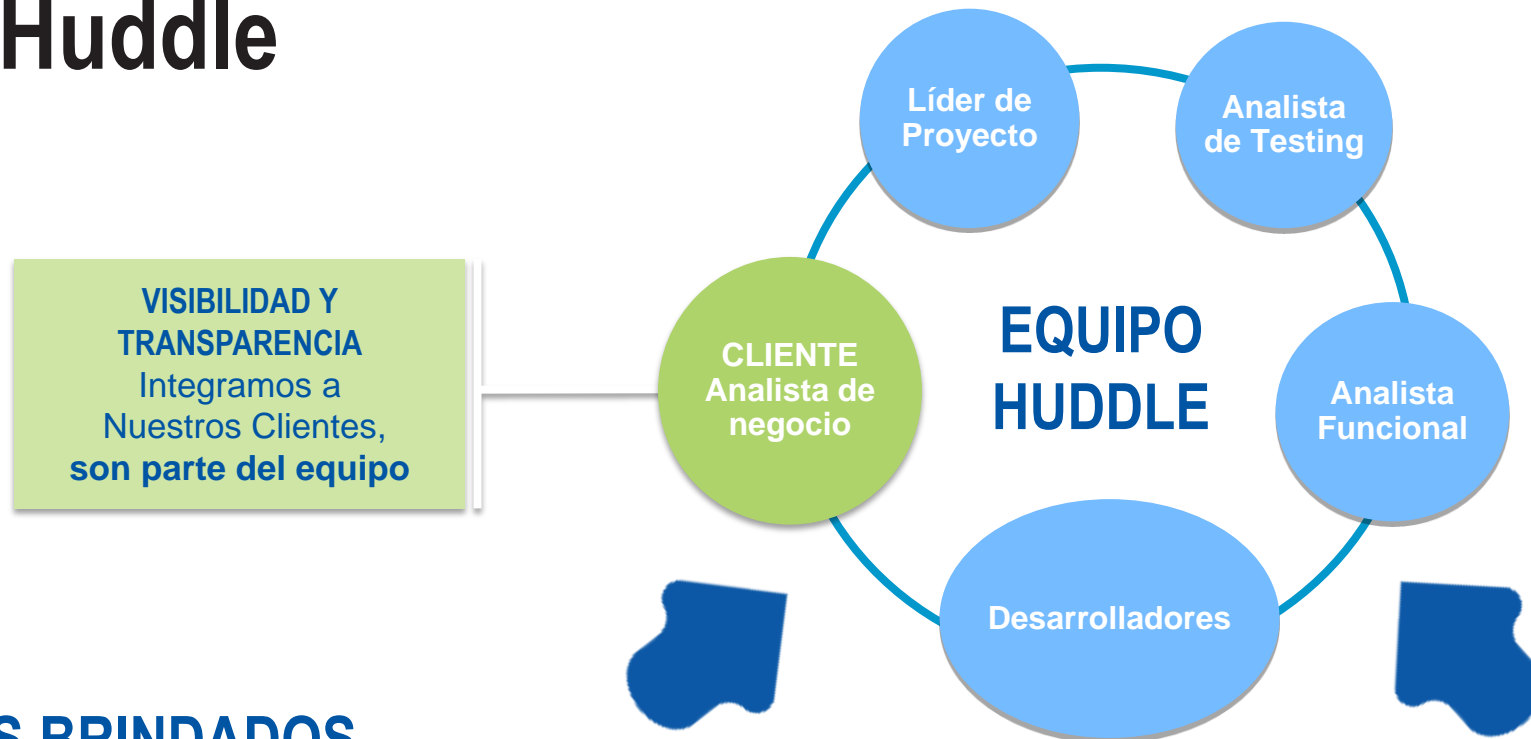 Huddle
Líder de
Proyecto
Analista
de Testing
VISIBILIDAD Y
TRANSPARENCIA
Integramos a
Nuestros Clientes,
son parte del equipo
CLIENTE
Analista de
negocio
EQUIPO
HUDDLE
Analista
Funcional
Desarrolladores
S BRINDADOS